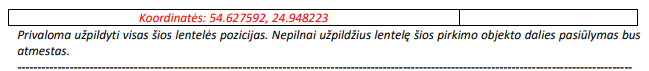 Koordinatės: 54.627592, 24.948223
Privaloma užpildyti visas šios lentelės pozicijas. Nepilnai užpildžius lentelę šios pirkimo objekto dalies pasiūlymas bus
atmestas.